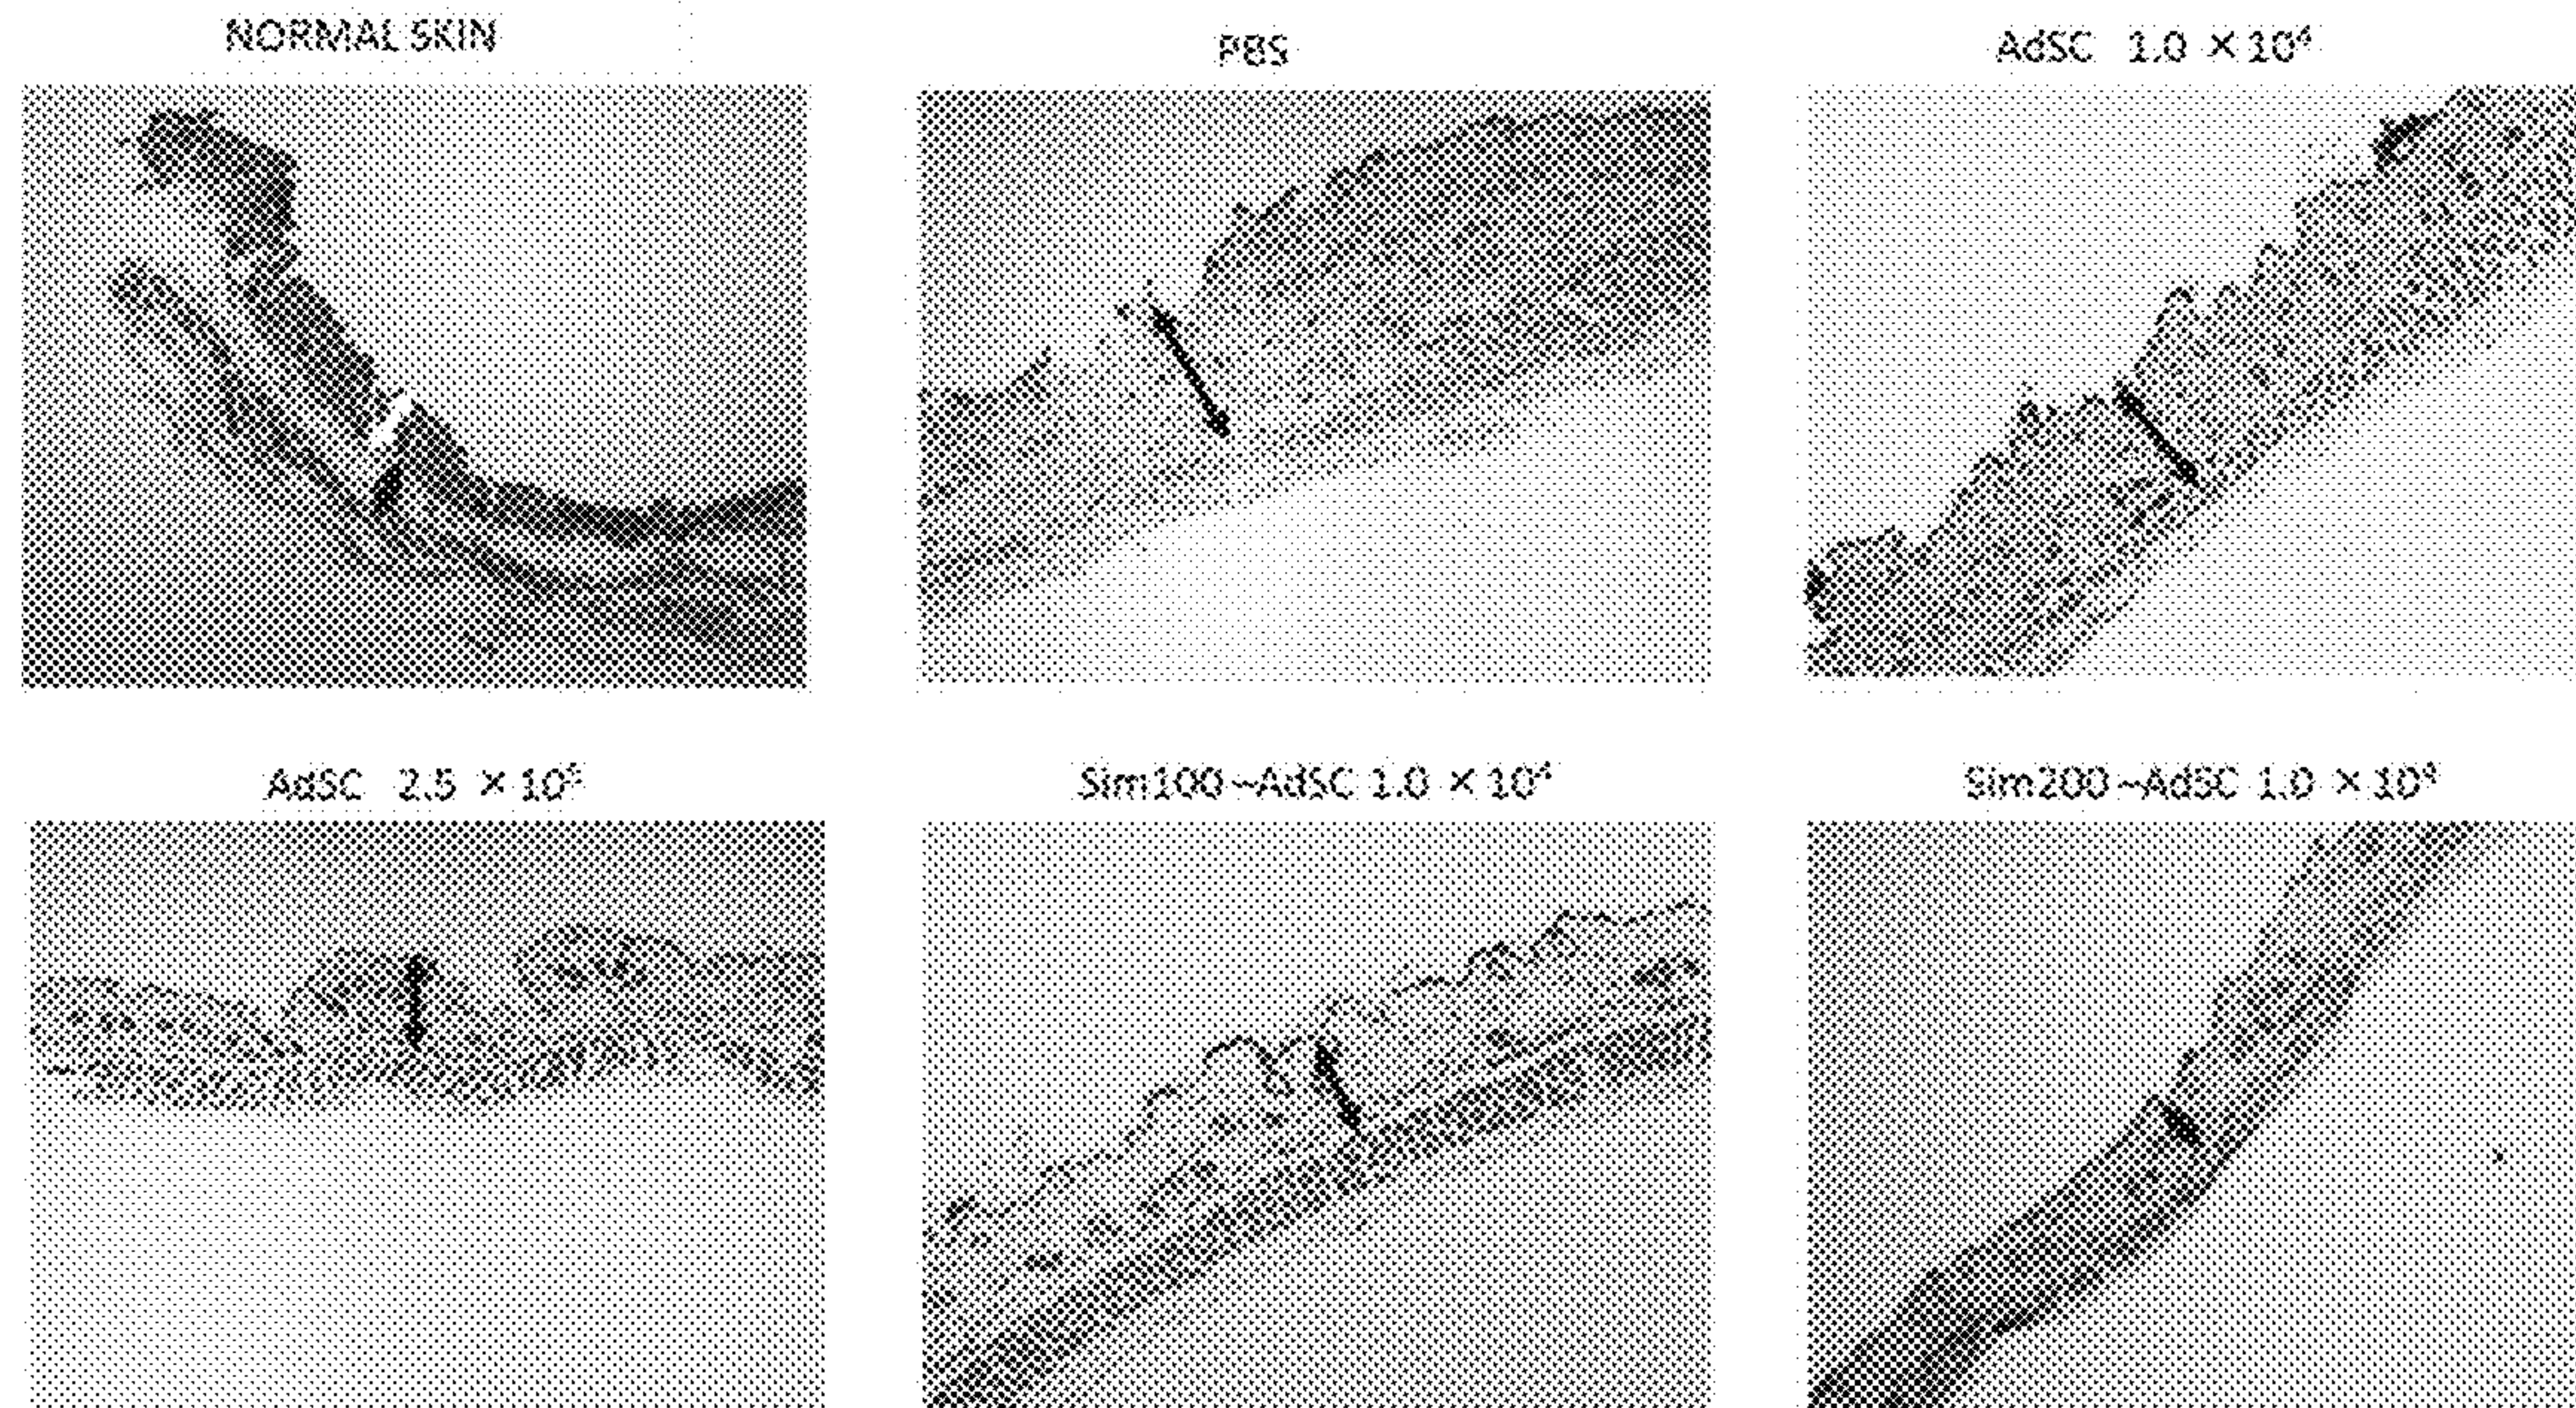 NORMAL SKIN
PBS
AdSC 1.0 × 10⁴
AdSC 2.5 × 10⁵
Sim100~AdSC 1.0 × 10⁴
Sim200~AdSC 1.0 × 10⁴